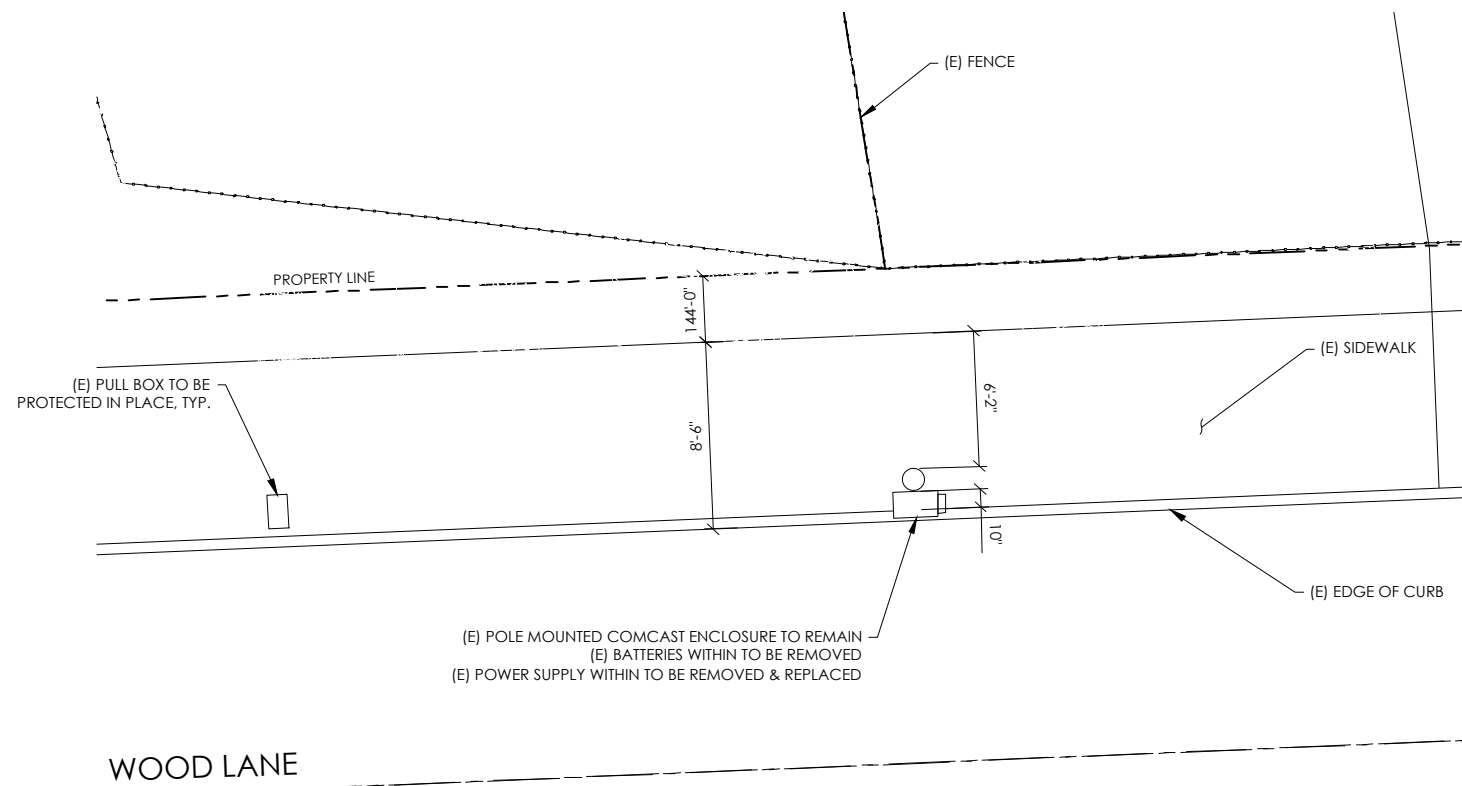 (E) FENCE
PROPERTY LINE
144'-0"
(E) SIDEWALK
(E) PULL BOX TO BE
PROTECTED IN PLACE, TYP.
6'-2"
8'-6"
10"
(E) EDGE OF CURB
(E) POLE MOUNTED COMCAST ENCLOSURE TO REMAIN
(E) BATTERIES WITHIN TO BE REMOVED
(E) POWER SUPPLY WITHIN TO BE REMOVED & REPLACED
WOOD LANE